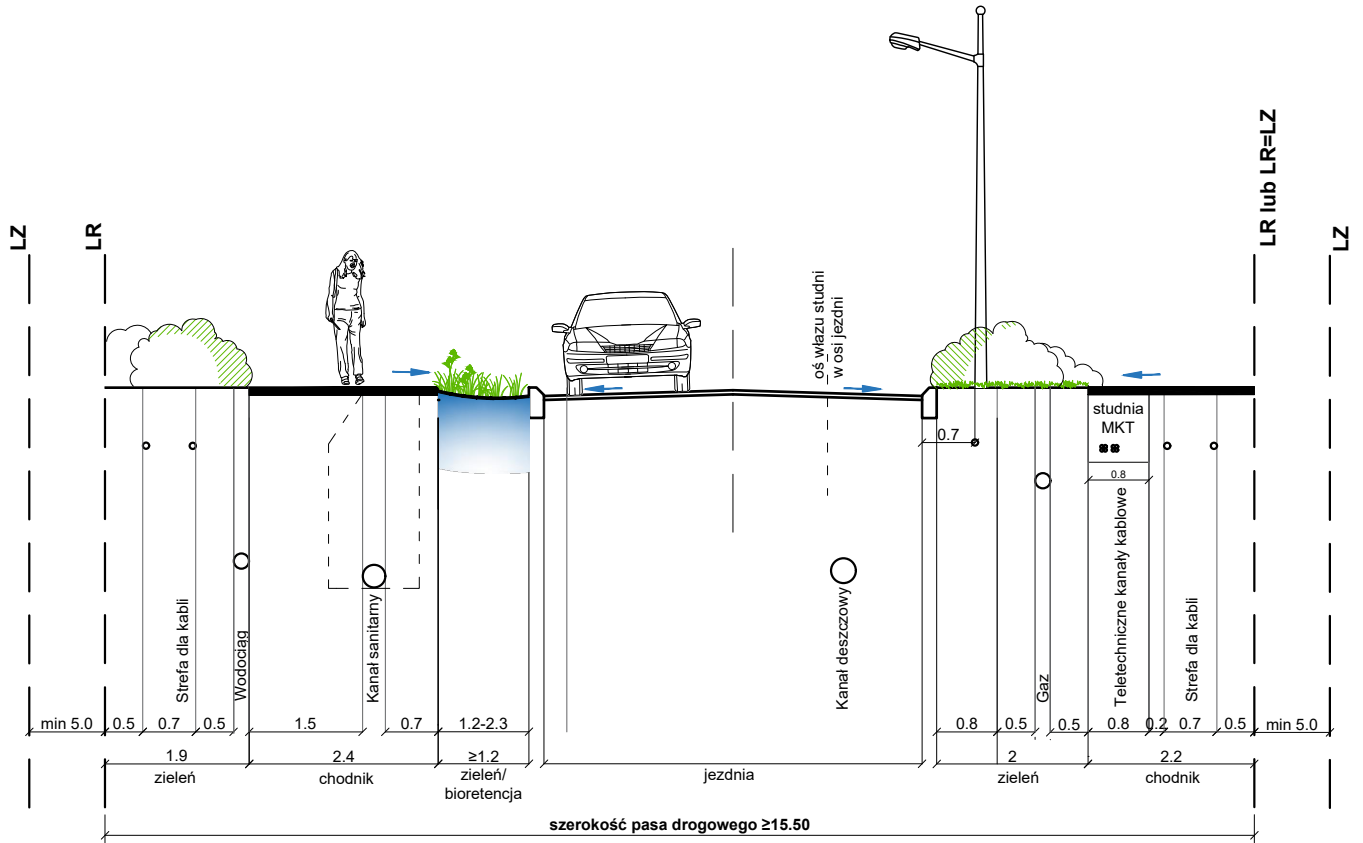 LZ
LR
LR lub LR=LZ
LZ
oś włazu studni
w osi jezdni
0.7
studnia
MKT
0.8
Strefa dla kabli
Wodociąg
Kanał sanitarny
Kanał deszczowy
Gaz
Teletechniczne kanały kablowe
Strefa dla kabli
min 5.0
0.5
0.7
0.5
1.5
0.7
1.2-2.3
0.8
0.5
0.5
0.8
0.2
0.7
0.5
min 5.0
1.9
2.4
≥1.2
2
2.2
zieleń
chodnik
zieleń/
bioretencja
jezdnia
zieleń
chodnik
szerokość pasa drogowego ≥15.50